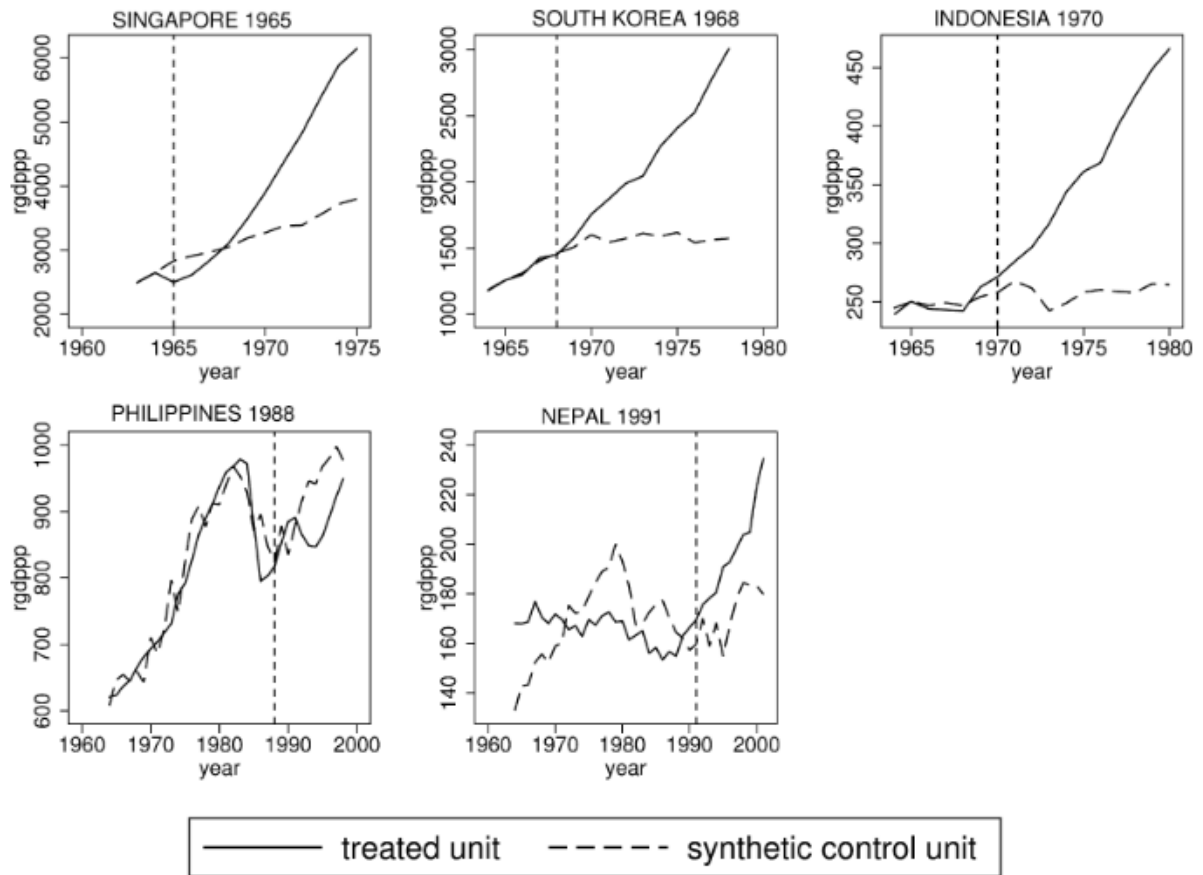 SINGAPORE 1965
rgdppp
2000 3000 4000 5000 6000
1960 1965 1970 1975
year
SOUTH KOREA 1968
rgdppp
1000 1500 2000 2500 3000
1965 1970 1975 1980
year
INDONESIA 1970
rgdppp
250 300 350 400 450
1965 1970 1975 1980
year
PHILIPPINES 1988
rgdppp
600 700 800 900 1000
1960 1970 1980 1990 2000
year
NEPAL 1991
rgdppp
140 160 180 200 220 240
1960 1970 1980 1990 2000
year
treated unit
synthetic control unit